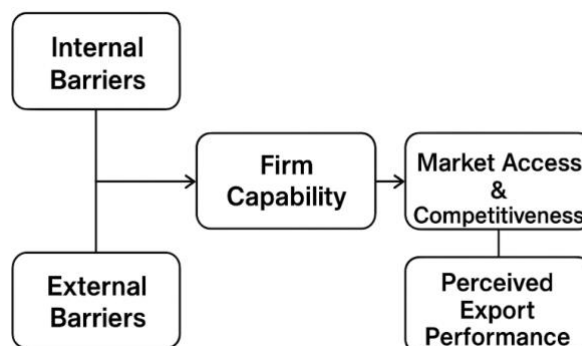 Internal
Barriers
Firm
Capability
Market Access
&
Competitiveness
External
Barriers
Perceived
Export
Performance